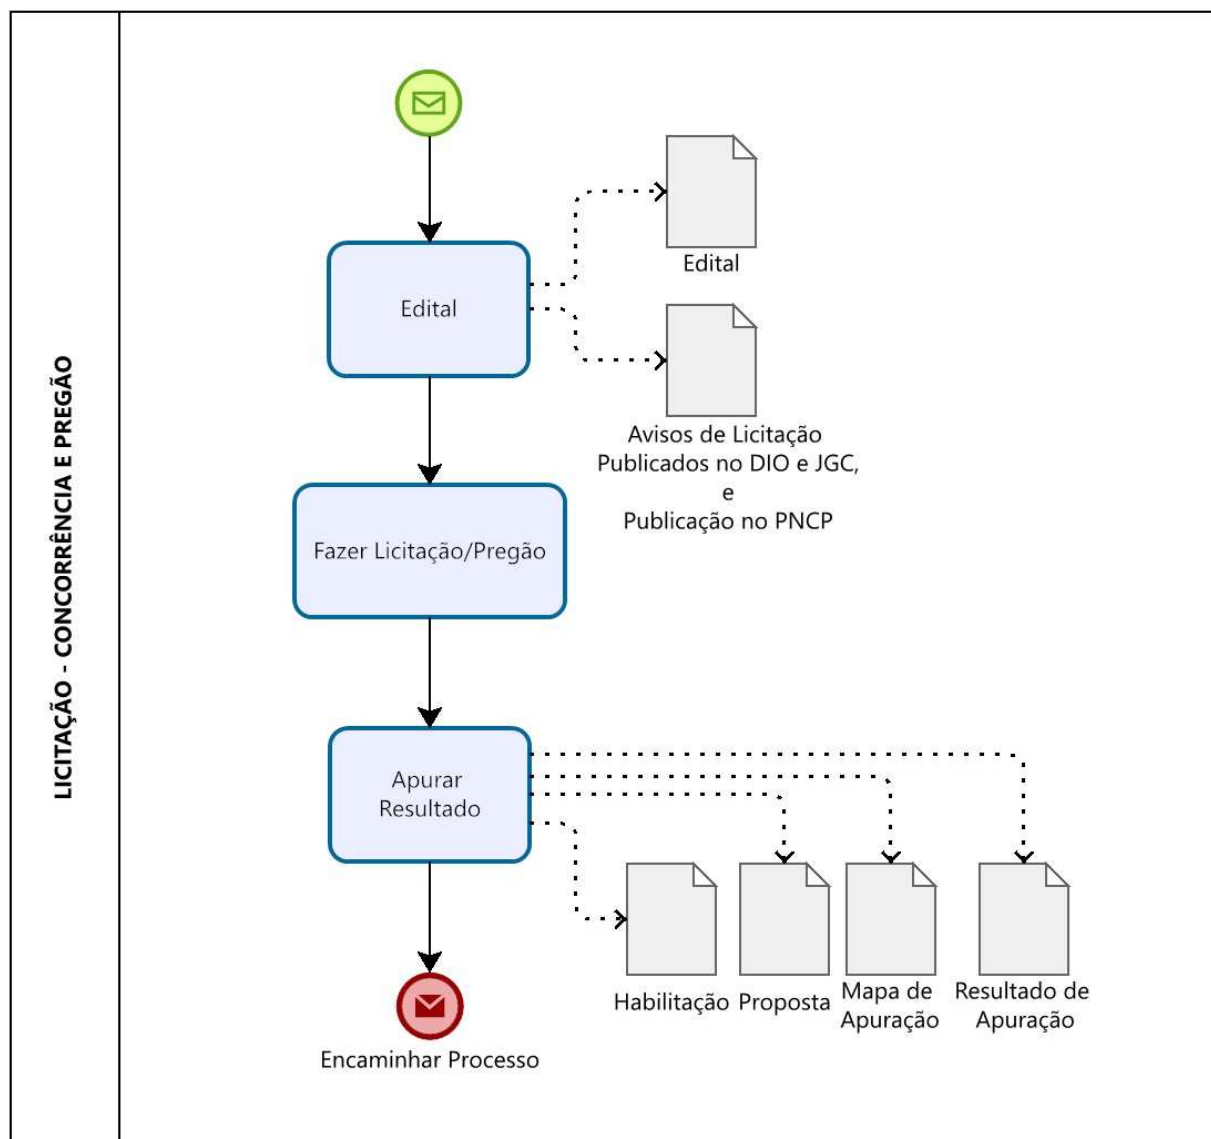 LICITAÇÃO - CONCORRÊNCIA E PREGÃO
Edital
Edital
Avisos de Licitação
Publicados no DIO e JGC,
e
Publicação no PNCP
Fazer Licitação/Pregão
Apurar
Resultado
Habilitação
Proposta
Mapa de
Apuração
Resultado de
Apuração
Encaminhar Processo